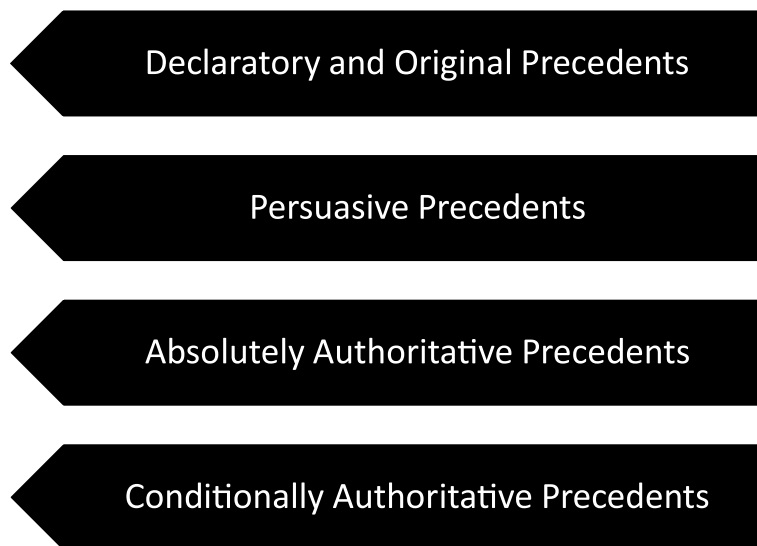 Declaratory and Original Precedents
Persuasive Precedents
Absolutely Authoritative Precedents
Conditionally Authoritative Precedents